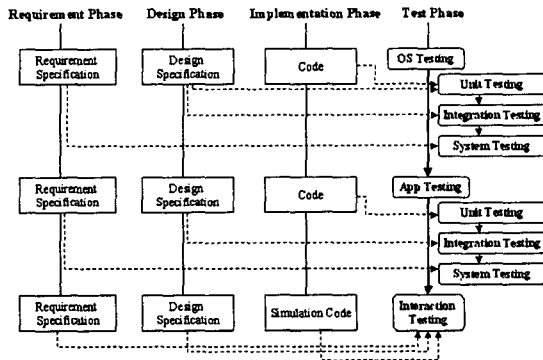 Requirement Phase Design Phase Implementation Phase Test Phase
Requirement
Specification
Design
Specification
Code
OS Testing
Unit Testing
Integration Testing
System Testing
Requirement
Specification
Design
Specification
Code
App Testing
Unit Testing
Integration Testing
System Testing
Requirement
Specification
Design
Specification
Simulation Code
Interaction
Testing